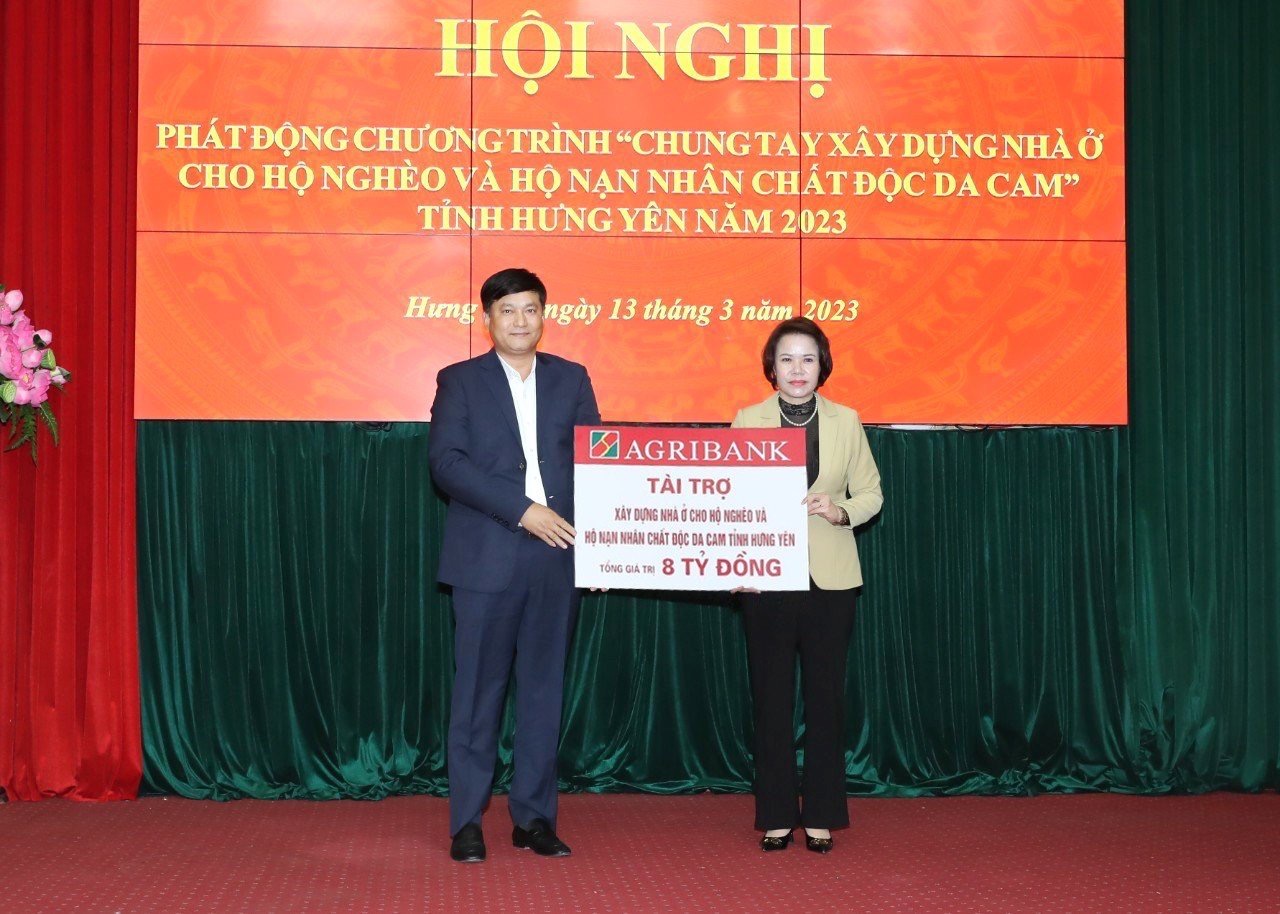 HỘI NGHỊ
PHÁT ĐỘNG CHƯƠNG TRÌNH “CHUNG TAY XÂY DỰNG NHÀ Ở
CHO HỘ NGHÈO VÀ HỘ NẠN NHÂN CHẤT ĐỘC DA CAM”
TỈNH HƯNG YÊN NĂM 2023
Hưng ngày 13 tháng 3 năm 2023
AGRIBANK
TÀI TRỢ
XÂY DỰNG NHÀ Ở CHO HỘ NGHÈO VÀ
HỘ NẠN NHÂN CHẤT ĐỘC DA CAM TỈNH HƯNG YÊN
TỔNG GIÁ TRỊ 8 TỶ ĐỒNG